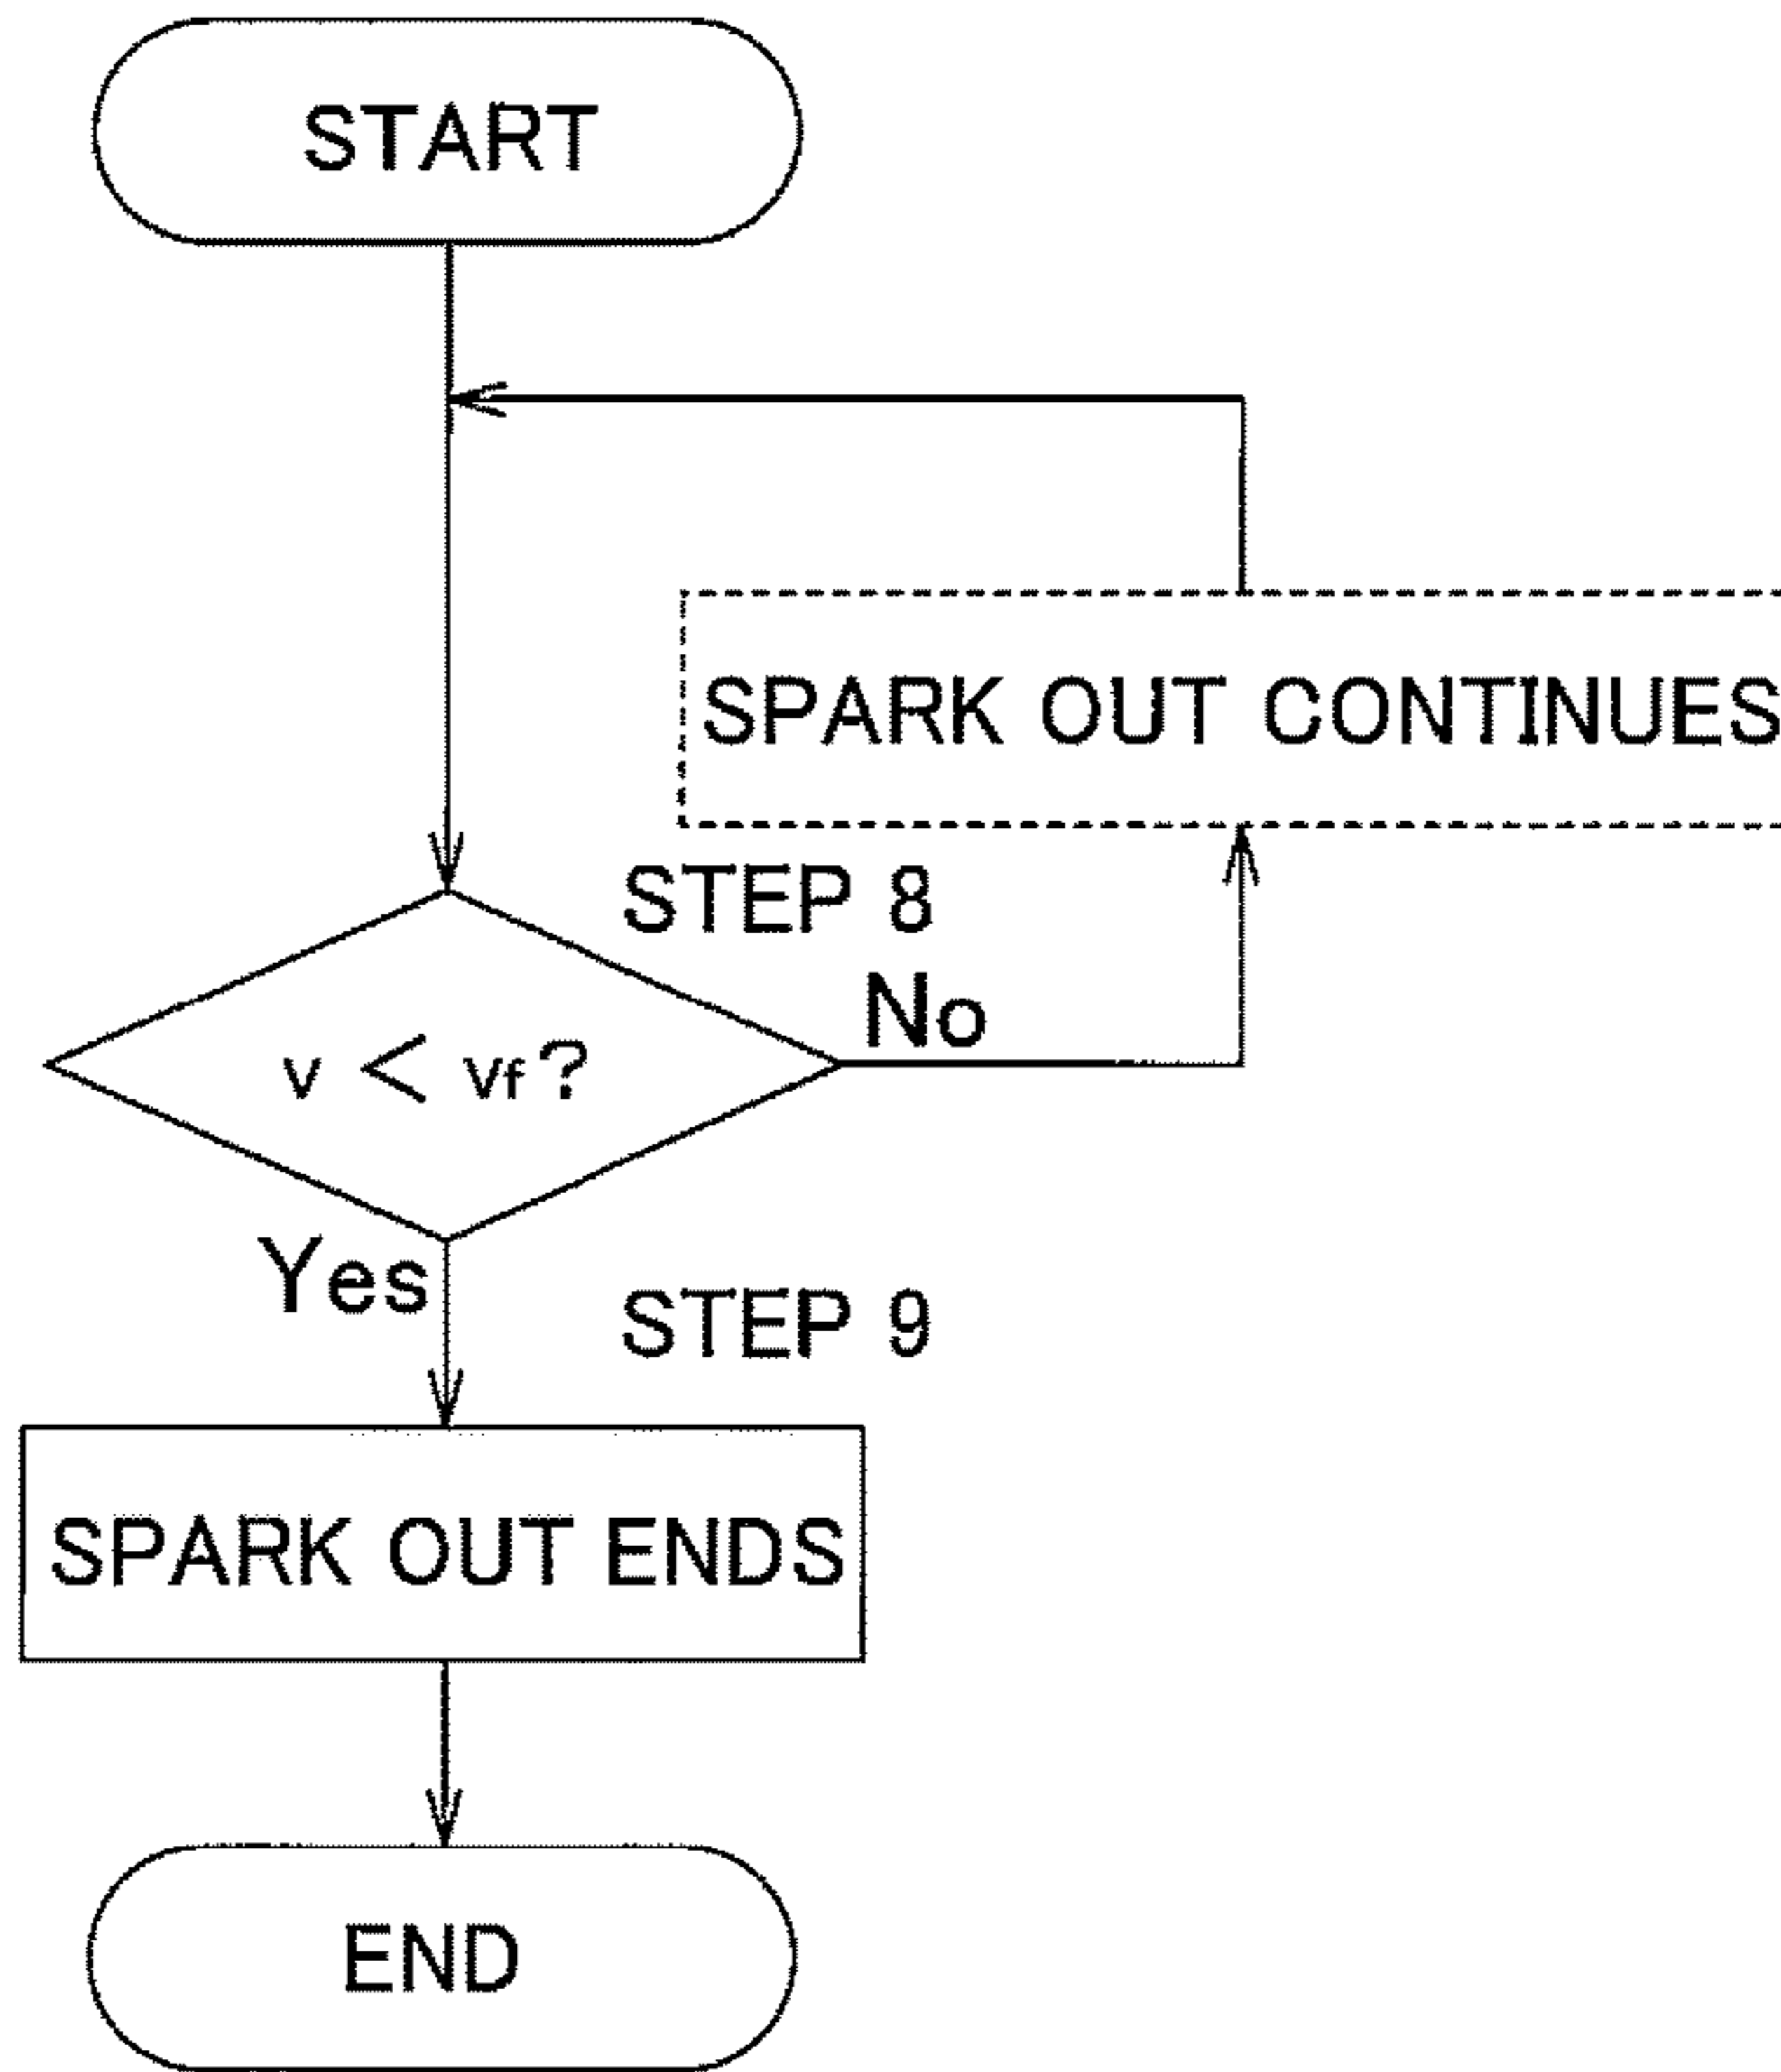 START
SPARK OUT CONTINUES
STEP 8
No
v < vf?
Yes
STEP 9
SPARK OUT ENDS
END